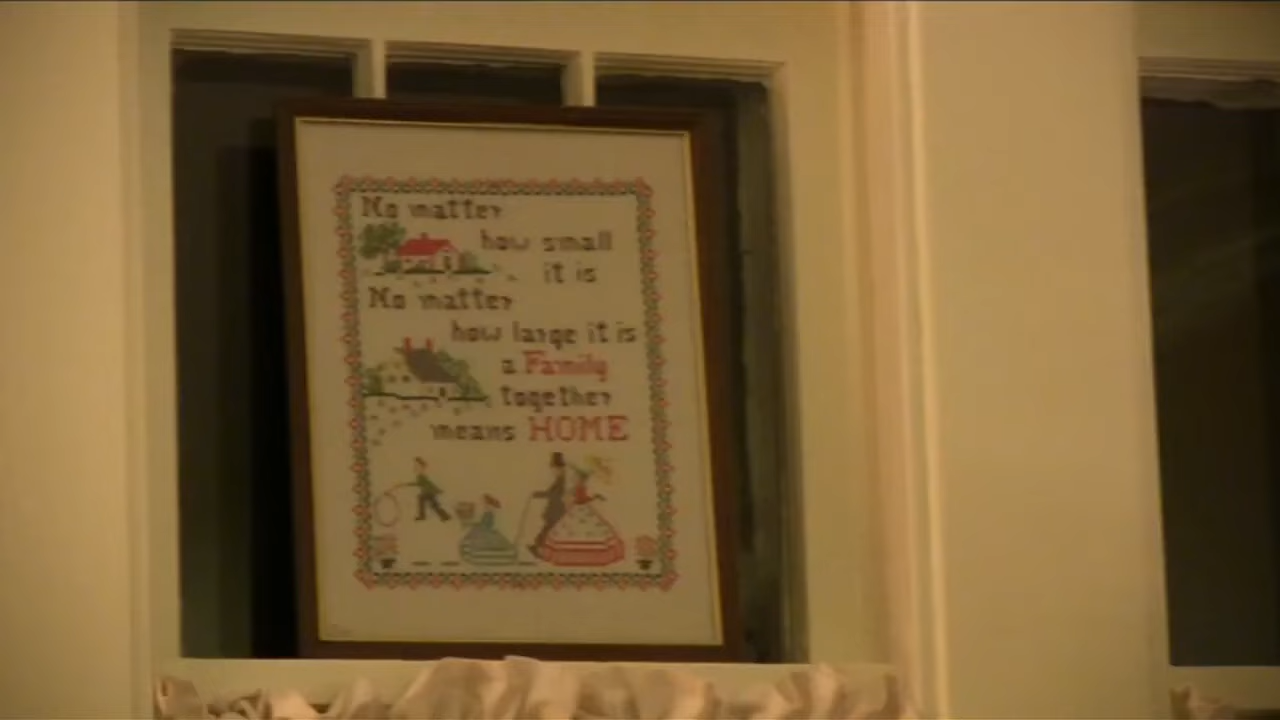 No matter
how small
it is
No matter
how large it is
a Family
together
means HOME